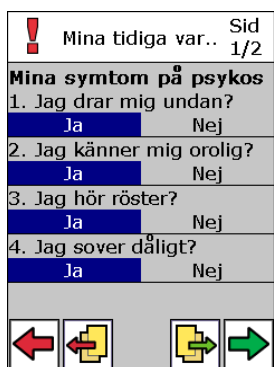 Mina tidiga var.. Sid
1/2
Mina symtom på psykos
1. Jag drar mig undan?
Ja Nej
2. Jag känner mig orolig?
Ja Nej
3. Jag hör röster?
Ja Nej
4. Jag sover dåligt?
Ja Nej